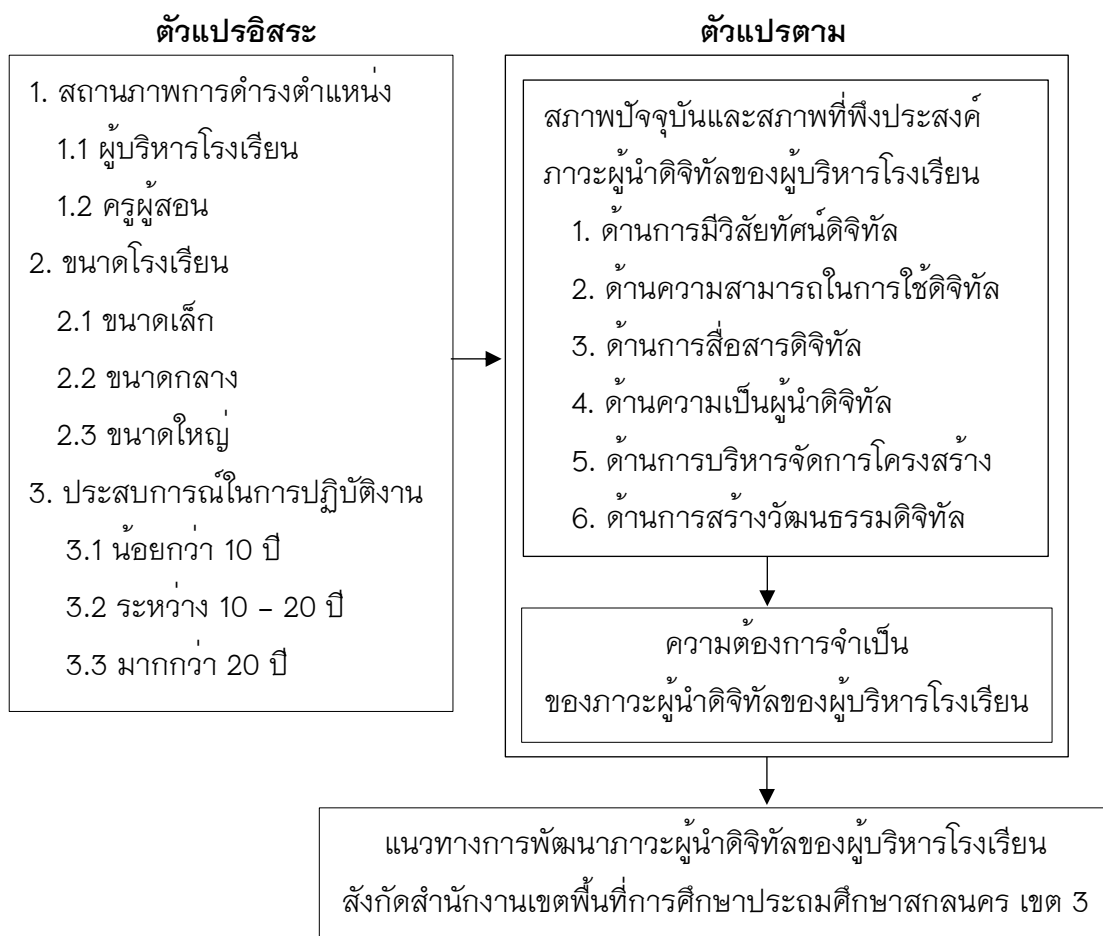 ตัวแปรอิสระ
1. สถานภาพการดำรงตำแหน่ง
1.1 ผู้บริหารโรงเรียน
1.2 ครูผู้สอน
2. ขนาดโรงเรียน
2.1 ขนาดเล็ก
2.2 ขนาดกลาง
2.3 ขนาดใหญ่
3. ประสบการณ์ในการปฏิบัติงาน
3.1 น้อยกว่า 10 ปี
3.2 ระหว่าง 10 – 20 ปี
3.3 มากกว่า 20 ปี
ตัวแปรตาม
สภาพปัจจุบันและสภาพที่พึงประสงค์
ภาวะผู้นำดิจิทัลของผู้บริหารโรงเรียน
1. ด้านการมีวิสัยทัศน์ดิจิทัล
2. ด้านความสามารถในการใช้ดิจิทัล
3. ด้านการสื่อสารดิจิทัล
4. ด้านความเป็นผู้นำดิจิทัล
5. ด้านการบริหารจัดการโครงสร้าง
6. ด้านการสร้างวัฒนธรรมดิจิทัล
ความต้องการจำเป็น
ของภาวะผู้นำดิจิทัลของผู้บริหารโรงเรียน
แนวทางการพัฒนาภาวะผู้นำดิจิทัลของผู้บริหารโรงเรียน
สังกัดสำนักงานเขตพื้นที่การศึกษาประถมศึกษาสกลนคร เขต 3